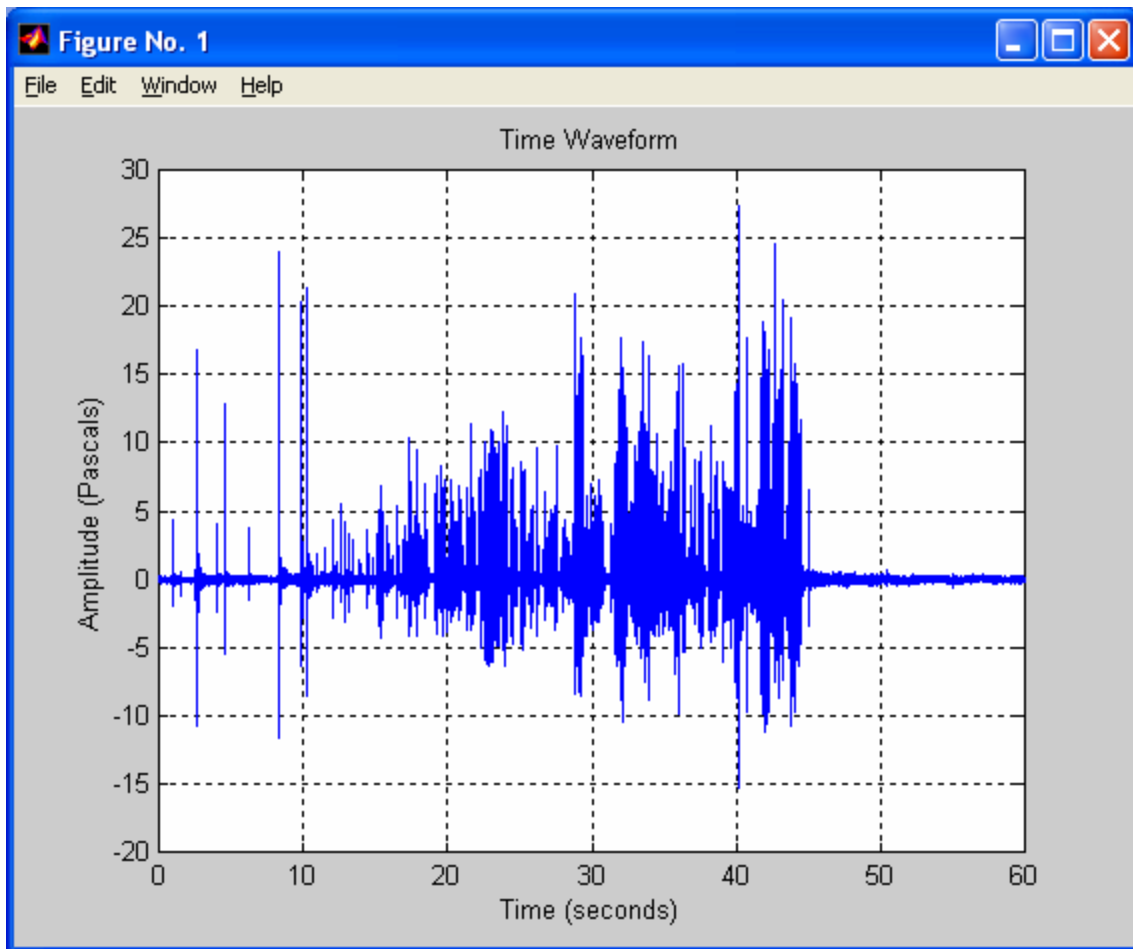 Figure No. 1
File Edit Window Help
Time Waveform
30
25
20
15
10
5
0
-5
-10
-15
-20
Amplitude (Pascals)
0 10 20 30 40 50 60
Time (seconds)